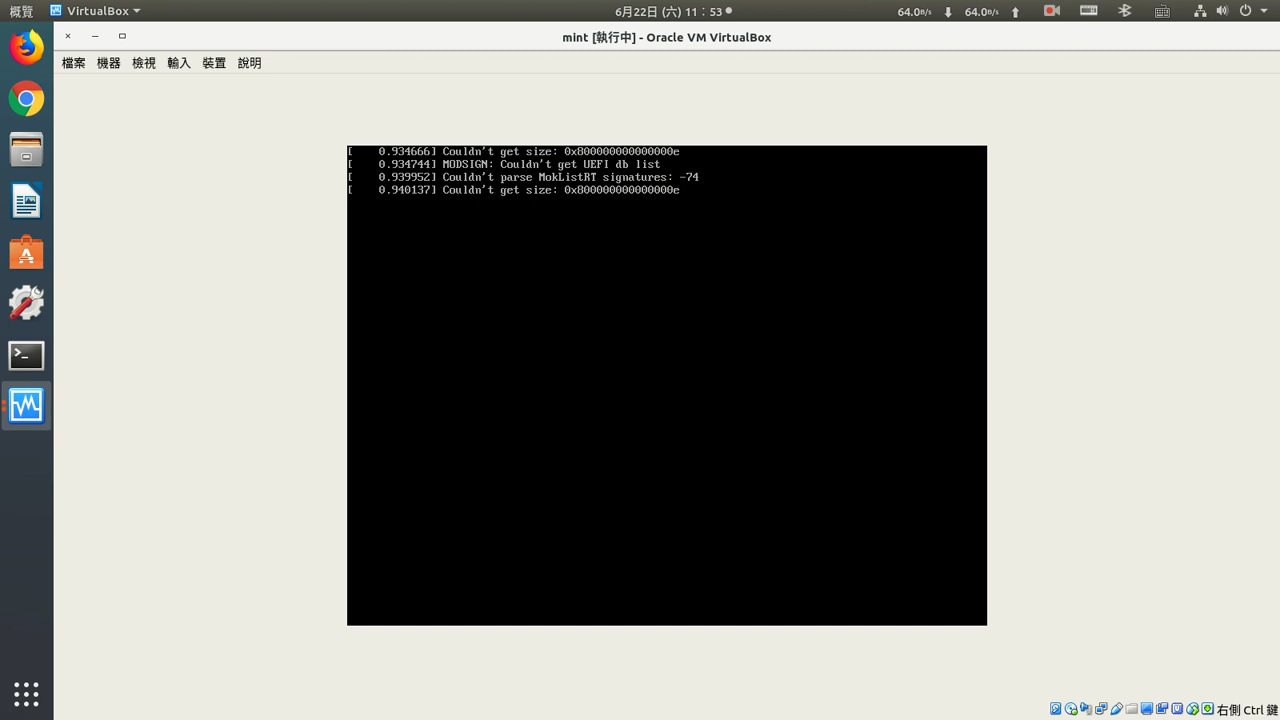 概覽 VirtualBox 6月22日 (六) 11:53 64.0B/s 64.0B/s
mint [執行中] - Oracle VM VirtualBox
檔案 機器 檢視 輸入 裝置 說明
[    0.934666] Couldn't get size: 0x800000000000000e
[    0.934744] MODSIGN: Couldn't get UEFI db list
[    0.939952] Couldn't parse MokListRT signatures: -74
[    0.940137] Couldn't get size: 0x800000000000000e
右側 Ctrl 鍵